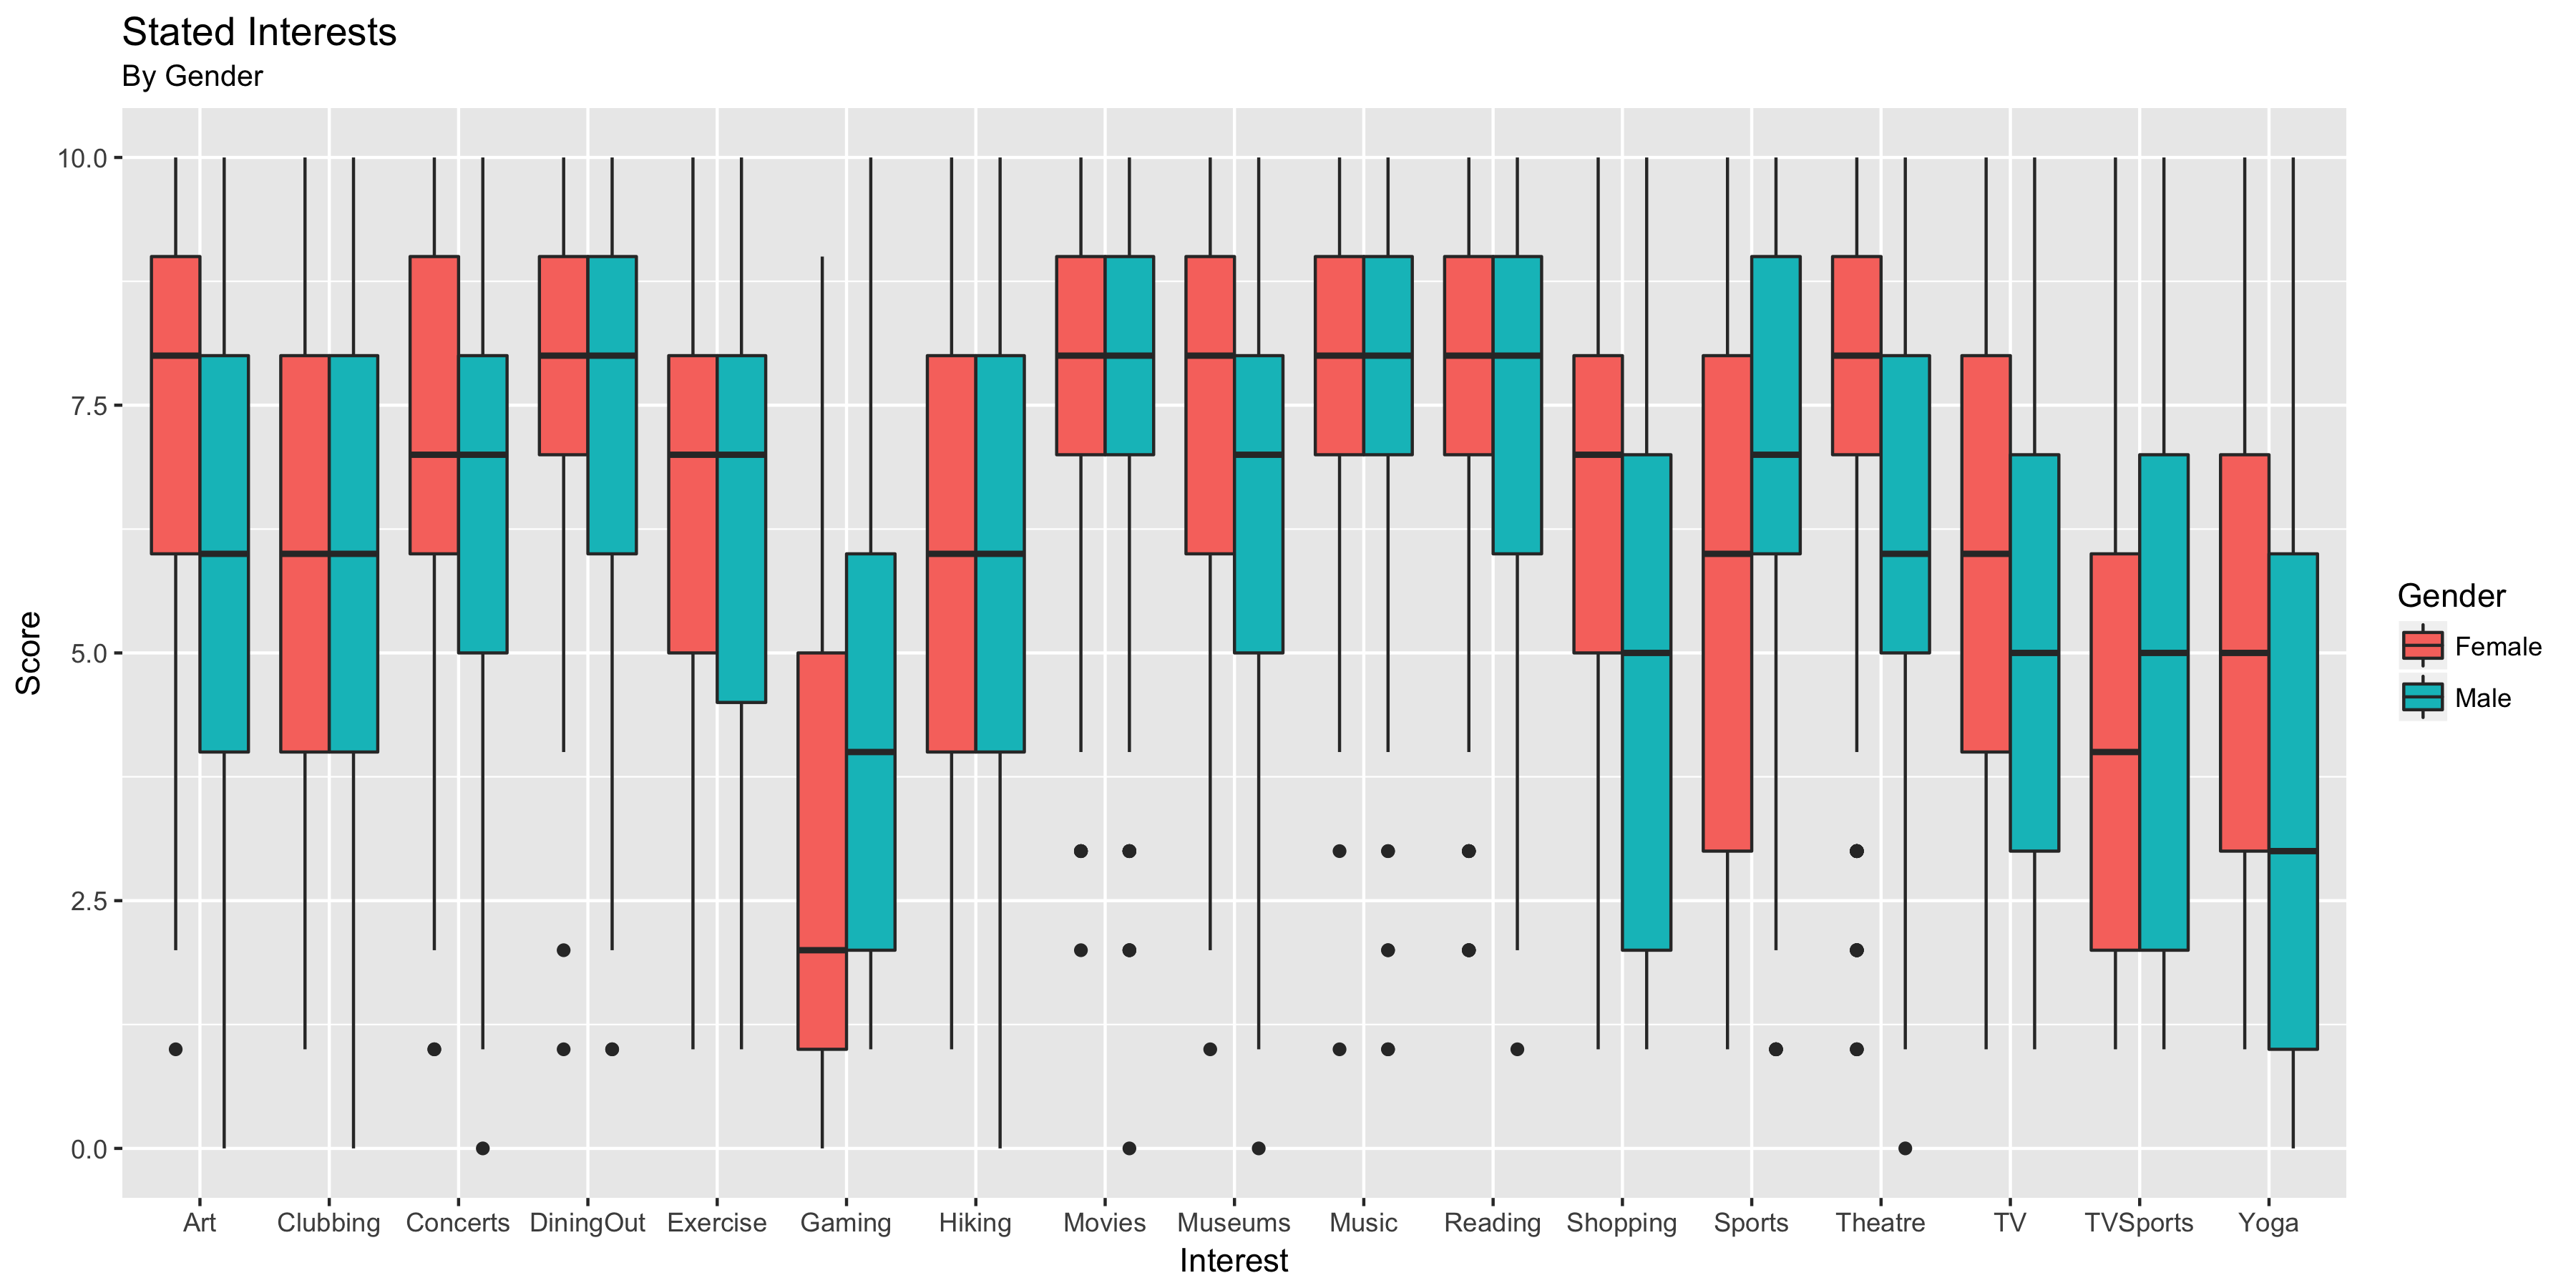 Stated Interests
By Gender
10.0
7.5
5.0
2.5
0.0
Score
Art Clubbing Concerts DiningOut Exercise Gaming Hiking Movies Museums Music Reading Shopping Sports Theatre TV TVSports Yoga
Interest
Gender
Female
Male